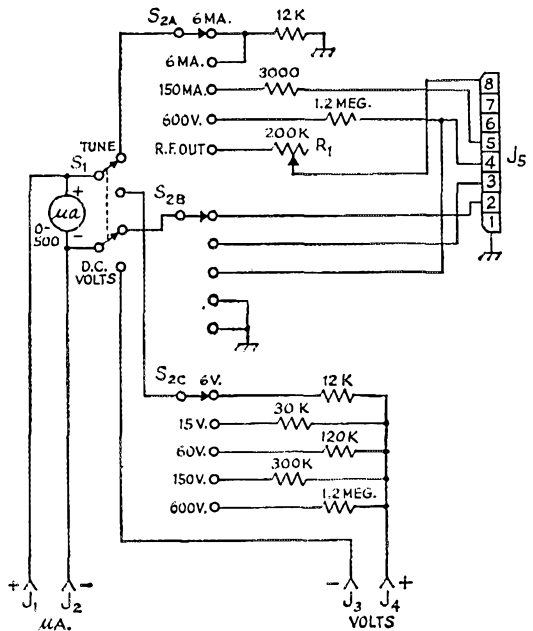 S2A 6MA. 12K
6MA.
150MA. 3000
600V. 1.2 MEG.
R.F. OUT 200K R1
8
7
6
5
4
3
2
1
J5
TUNE
S1
+
μa
0-500
-
D.C. VOLTS
S2B
S2C 6V. 12K
15V. 30K
60V. 120K
150V. 300K
600V. 1.2 MEG.
+ J1 J2 -
μA.
- J3 J4 +
VOLTS